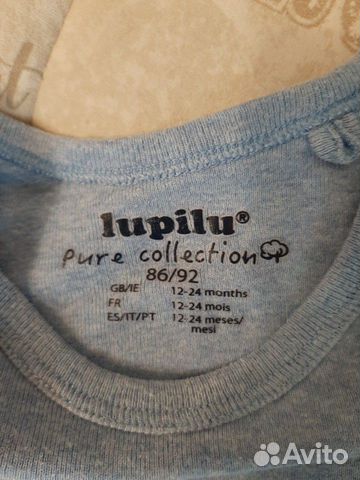 lupilu®
pure collection
86/92
GB/IE 12-24 months
FR 12-24 mois
ES/IT/PT 12-24 meses/
mesi
Avito